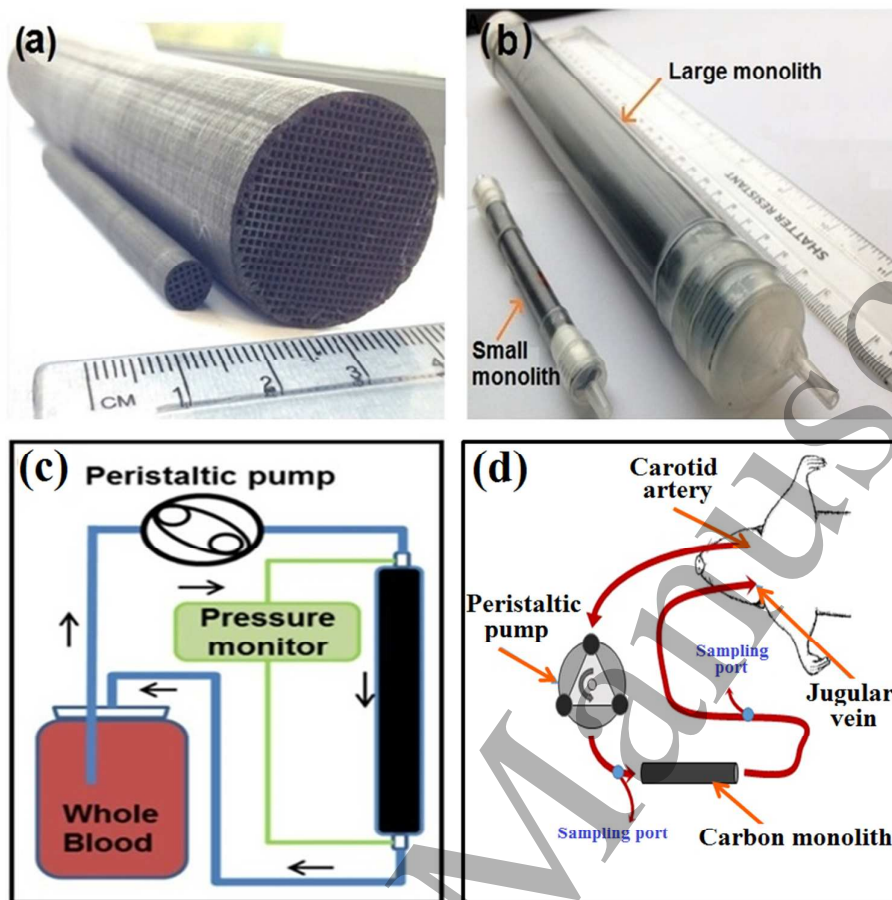 (a)
CM 1 2 3 4
(b)
Large monolith
SHATTER RESISTANT
Small
monolith
(c)
Peristaltic pump
Pressure
monitor
Whole
Blood
(d)
Carotid
artery
Peristaltic
pump
Sampling
port
Jugular
vein
Sampling port
Carbon monolith
Manus